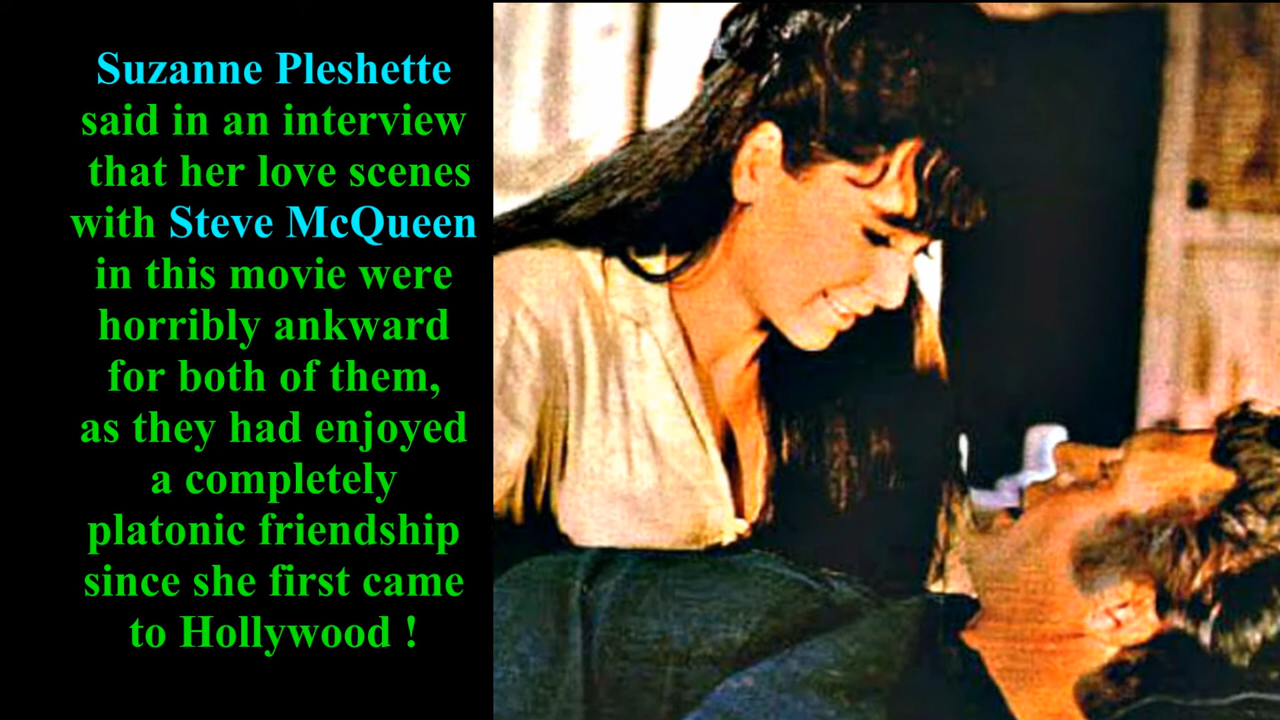 Suzanne Pleshette
said in an interview
that her love scenes
with Steve McQueen
in this movie were
horribly ankward
for both of them,
as they had enjoyed
a completely
platonic friendship
since she first came
to Hollywood !